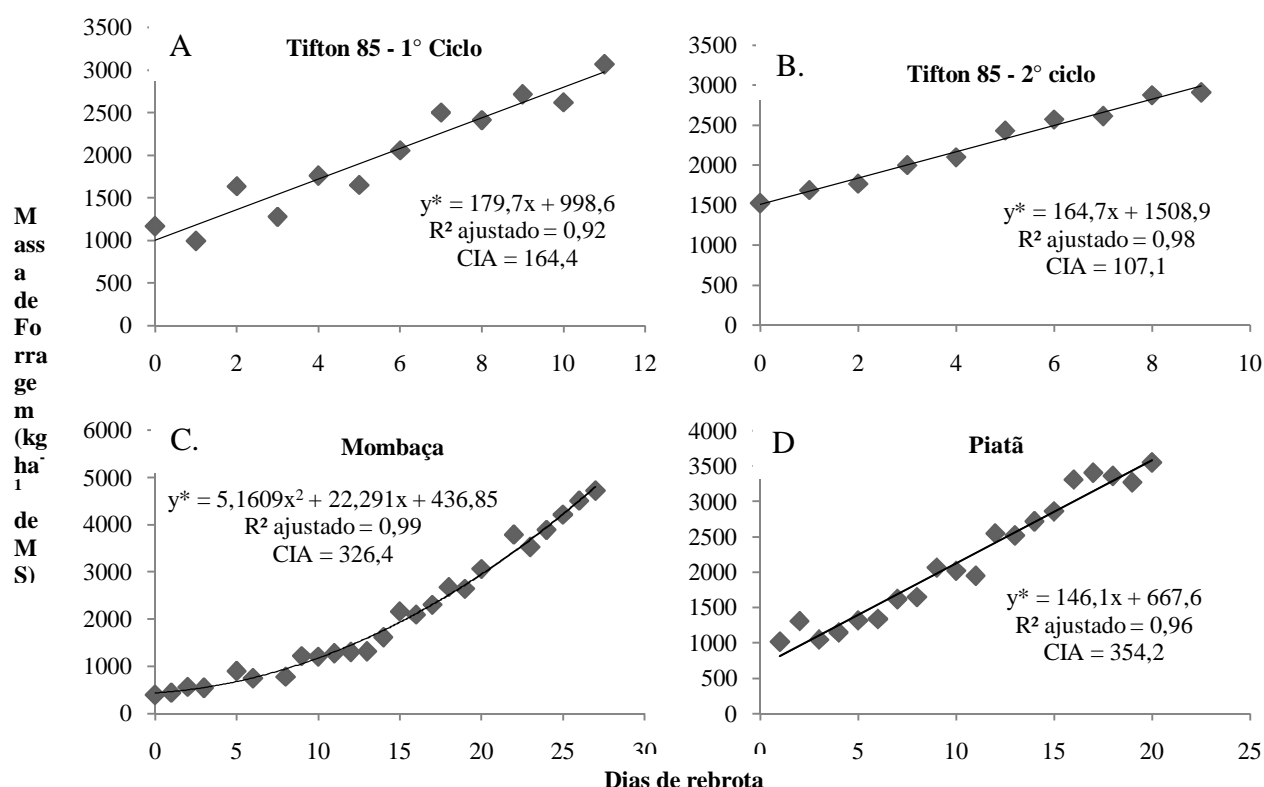 M
ass
a
de
Fo
rra
ge
m
(kg
ha-
1
de
M
S)
A
Tifton 85 - 1° Ciclo
3500
3000
2500
2000
1500
1000
500
0
y* = 179,7x + 998,6
R² ajustado = 0,92
CIA = 164,4
0 2 4 6 8 10 12
B.
Tifton 85 - 2° ciclo
3500
3000
2500
2000
1500
1000
500
0
y* = 164,7x + 1508,9
R² ajustado = 0,98
CIA = 107,1
0 2 4 6 8 10
C.
Mombaça
6000
5000
4000
3000
2000
1000
0
y* = 5,1609x² + 22,291x + 436,85
R² ajustado = 0,99
CIA = 326,4
0 5 10 15 20 25 30
D
Piatã
4000
3500
3000
2500
2000
1500
1000
500
0
y* = 146,1x + 667,6
R² ajustado = 0,96
CIA = 354,2
0 5 10 15 20 25
Dias de rebrota